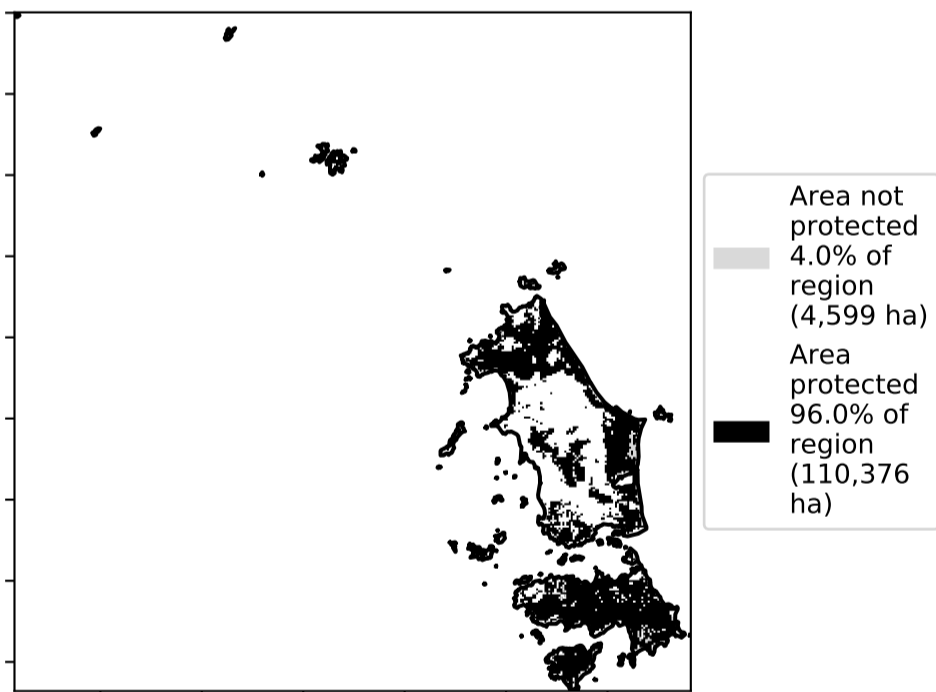 Area not
protected
4.0% of
region
(4,599 ha)
Area
protected
96.0% of
region
(110,376
ha)